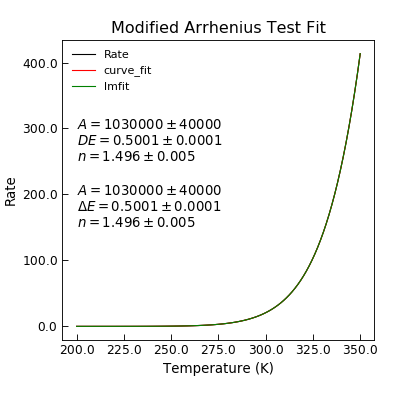 Modified Arrhenius Test Fit
Rate
curve_fit
lmfit
A = 1030000 ± 40000
DE = 0.5001 ± 0.0001
n = 1.496 ± 0.005
A = 1030000 ± 40000
ΔE = 0.5001 ± 0.0001
n = 1.496 ± 0.005
400.0
300.0
200.0
100.0
0.0
Rate
200.0 225.0 250.0 275.0 300.0 325.0 350.0
Temperature (K)